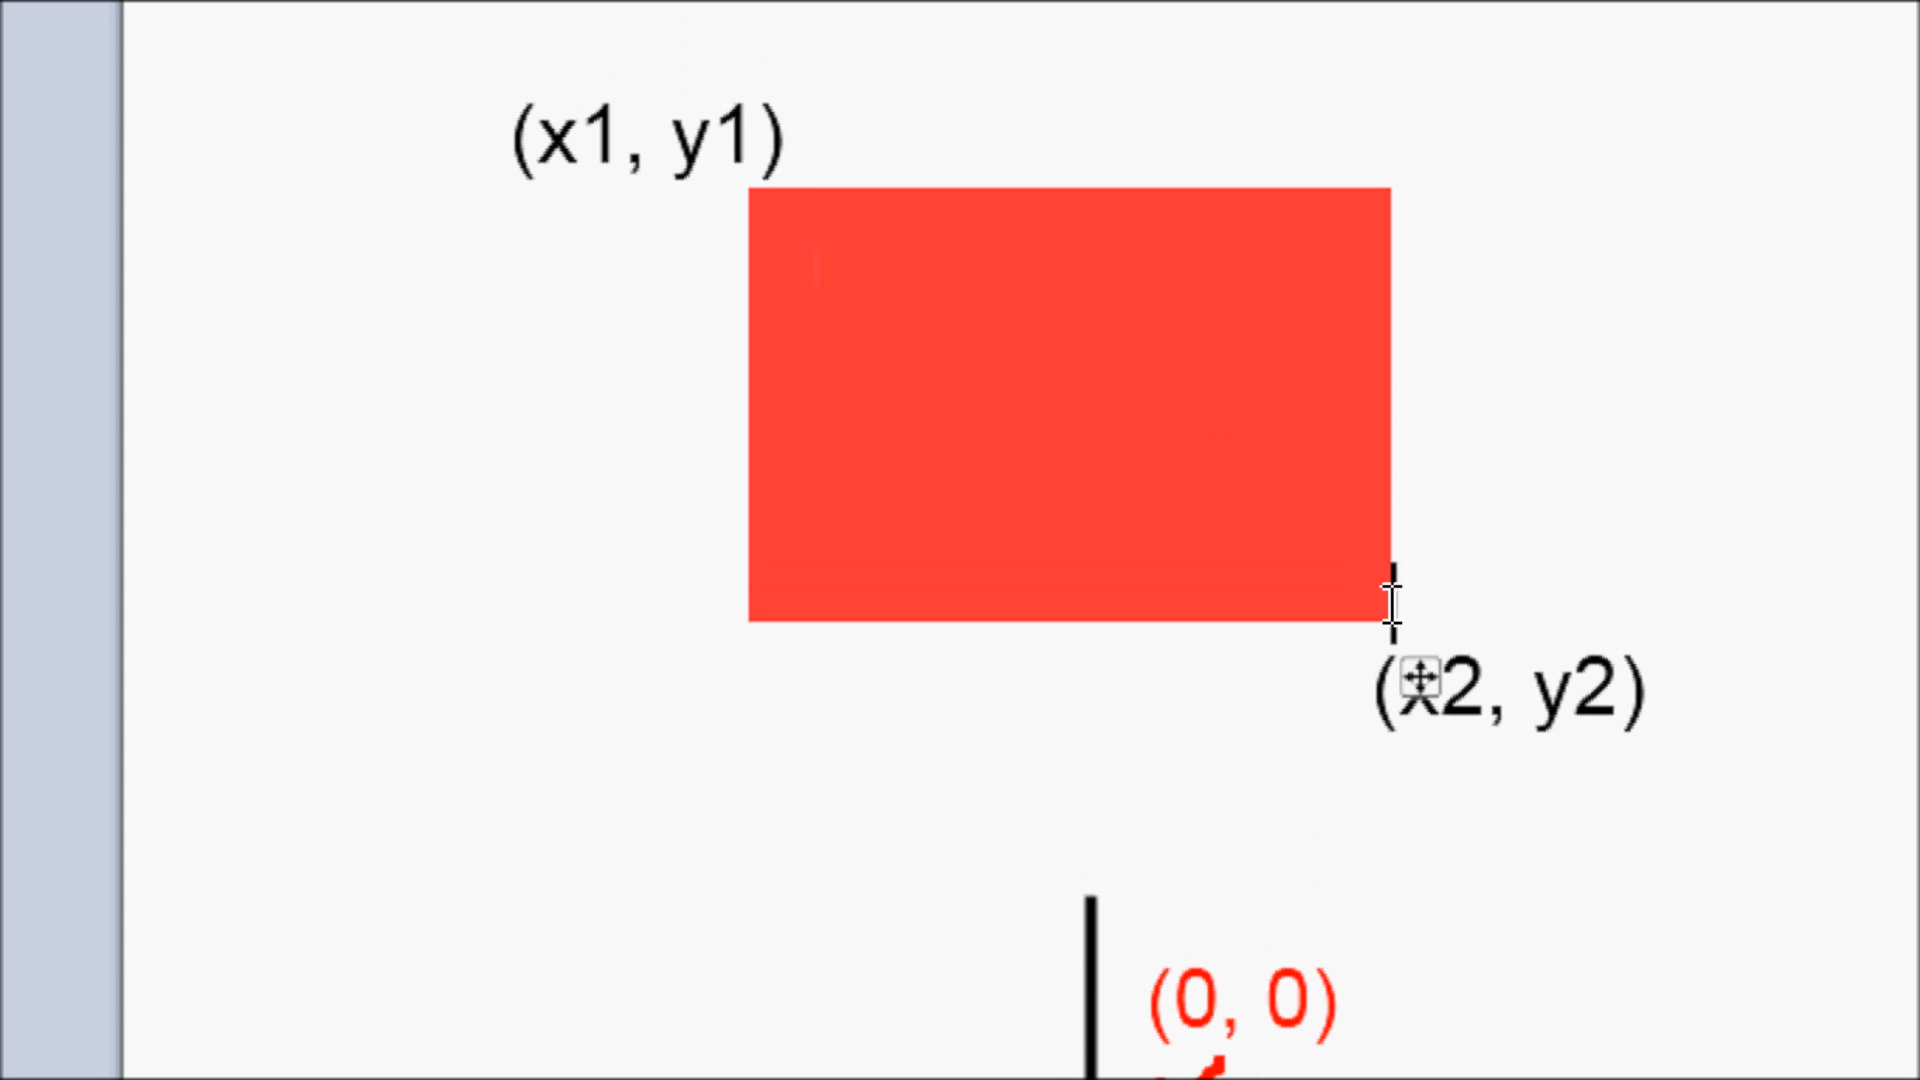 (x1, y1)
(x2, y2)
(0, 0)